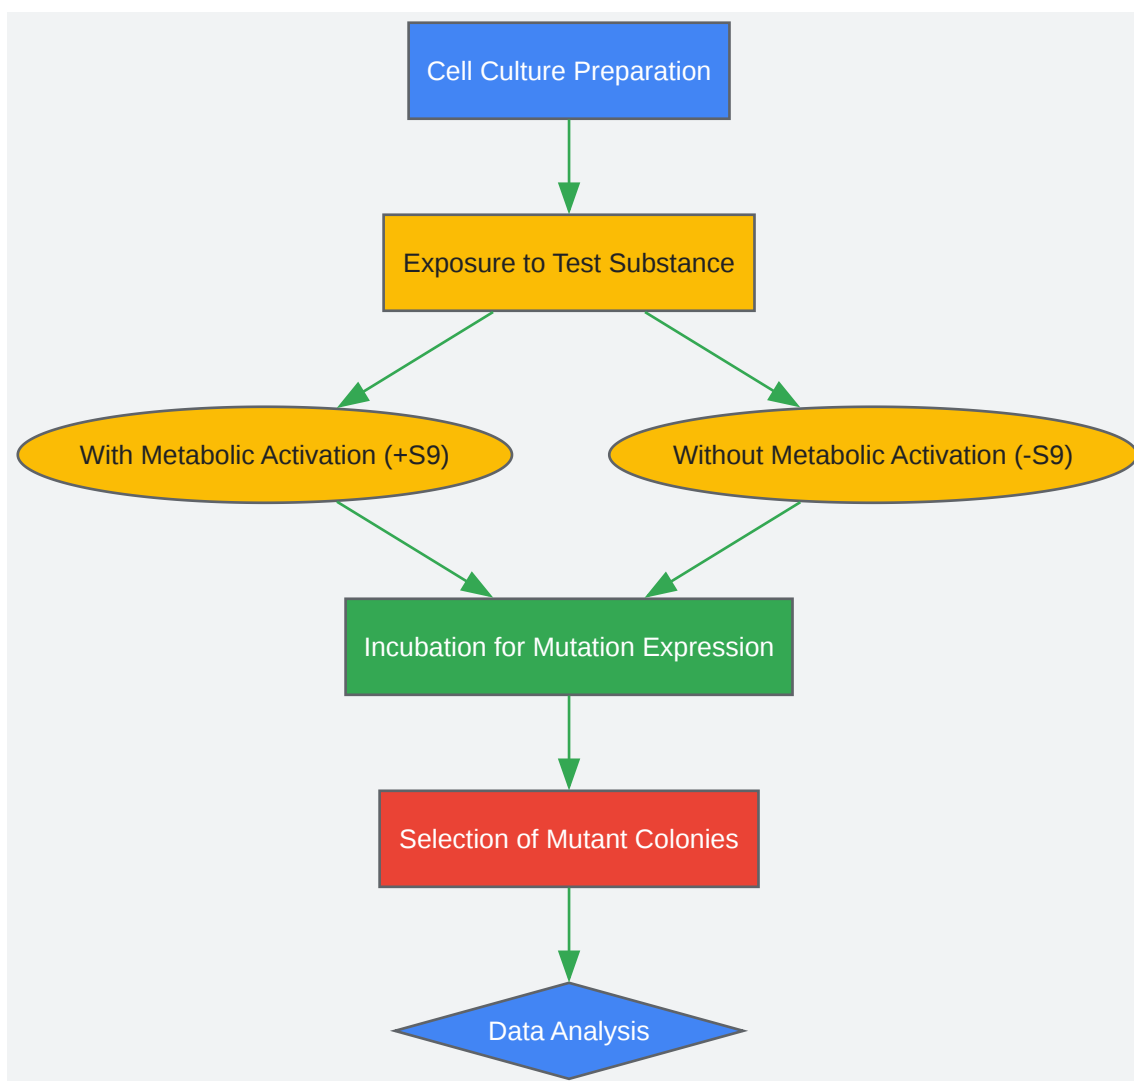 Cell Culture Preparation
Exposure to Test Substance
With Metabolic Activation (+S9)
Without Metabolic Activation (-S9)
Incubation for Mutation Expression
Selection of Mutant Colonies
Data Analysis